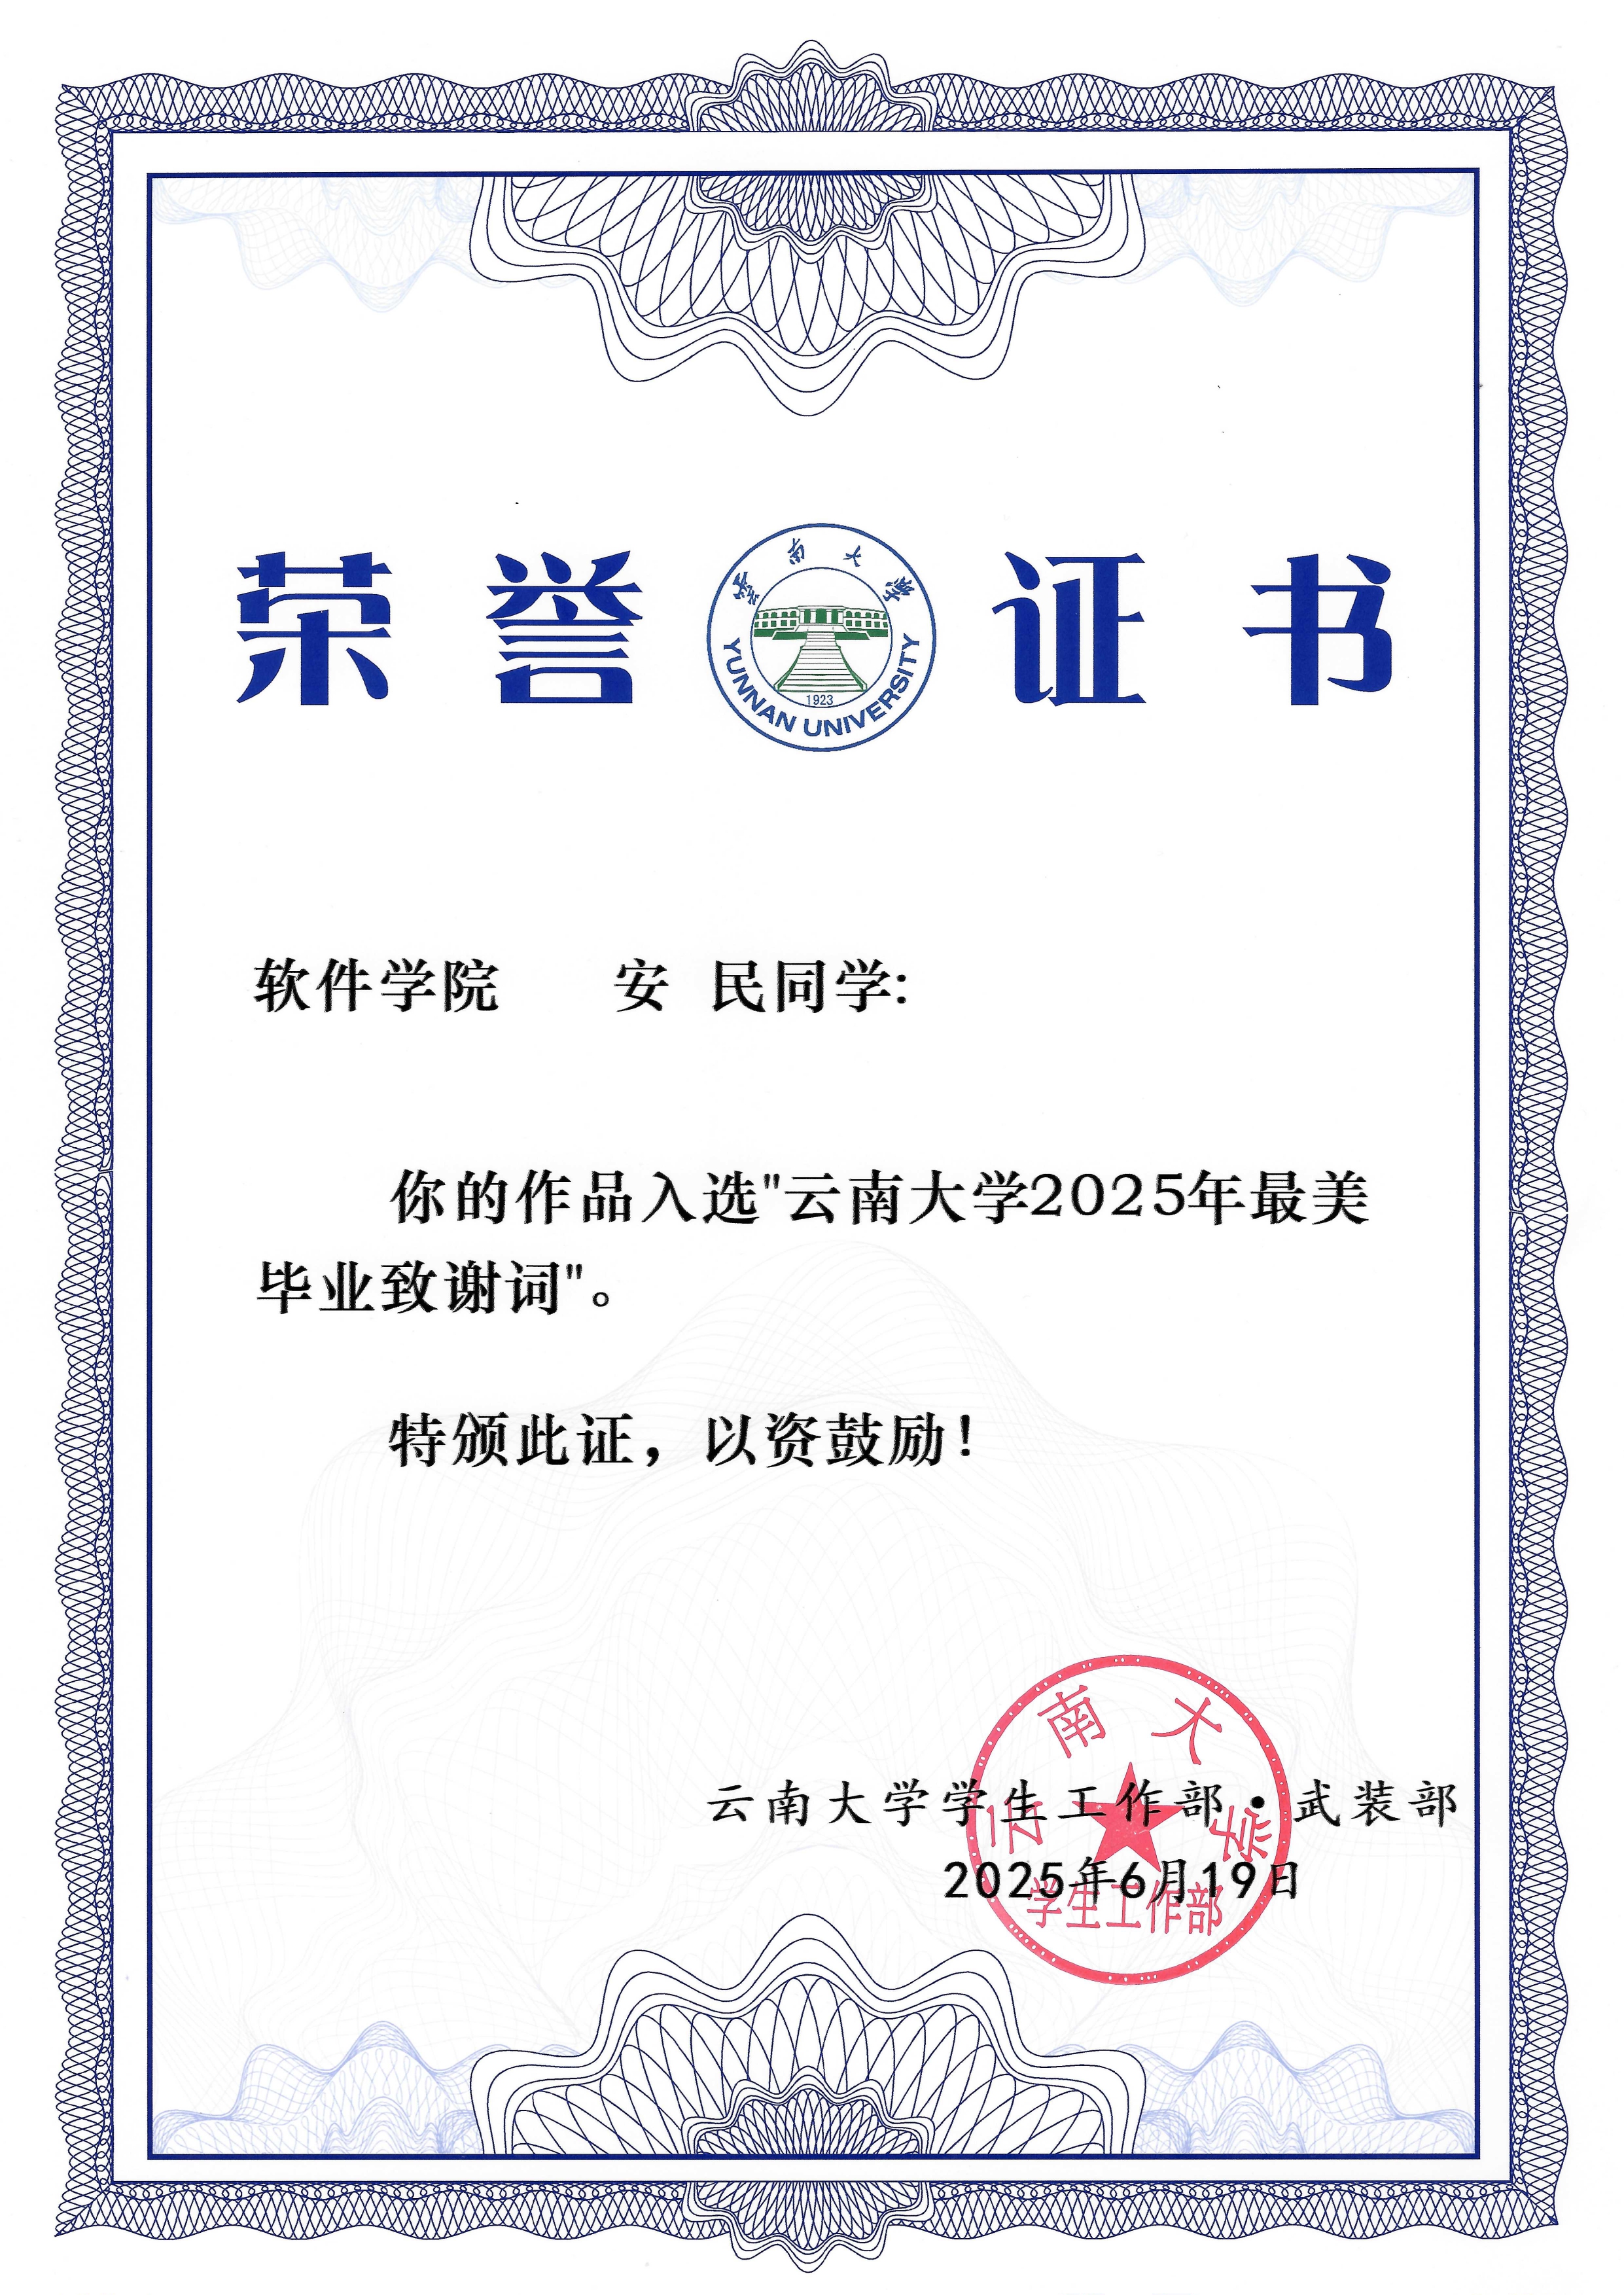 荣誉证书
云南大学
1923
YUNNAN UNIVERSITY
软件学院 安 民同学:
你的作品入选"云南大学2025年最美
毕业致谢词"。
特颁此证，以资鼓励！
云南大学学生工作部·武装部
2025年6月19日
云南大学
学生工作部